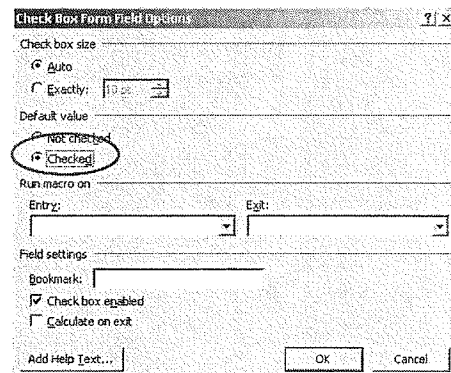 Check Box Form Field Options
Check box size
Auto
Exactly: 10 pt
Default value
Not checked
Checked
Run macro on
Entry: Exit:
Field settings
Bookmark:
Check box enabled
Calculate on exit
Add Help Text... OK Cancel